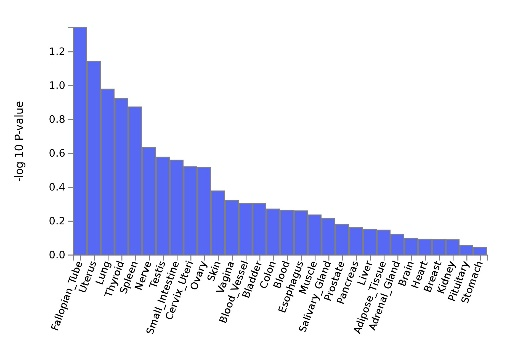 -log 10 P-value
1.2
1.0
0.8
0.6
0.4
0.2
0.0
Fallopian_Tube
Uterus
Lung
Thyroid
Spleen
Nerve
Testis
Small_Intestine
Cervix_Uteri
Ovary
Skin
Vagina
Blood_Vessel
Bladder
Colon
Blood
Esophagus
Muscle
Salivary_Gland
Prostate
Pancreas
Liver
Adipose_Tissue
Adrenal_Gland
Brain
Heart
Breast
Kidney
Pituitary
Stomach